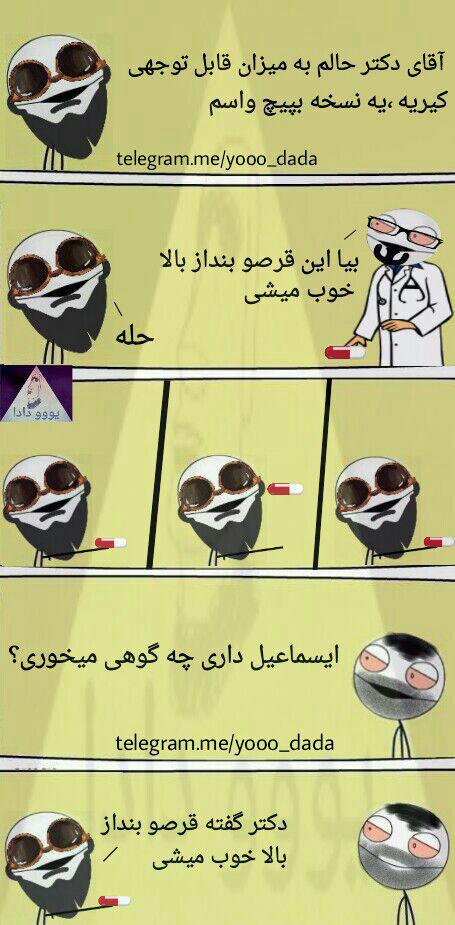 آقای دکتر حالم به میزان قابل توجهی
کیریه ،یه نسخه بپیچ واسم
telegram.me/yooo_dada
بیا این قرصو بنداز بالا
خوب میشی
حله
یووو دادا
ایسماعیل داری چه گوهی میخوری؟
telegram.me/yooo_dada
دکتر گفته قرصو بنداز
بالا خوب میشی